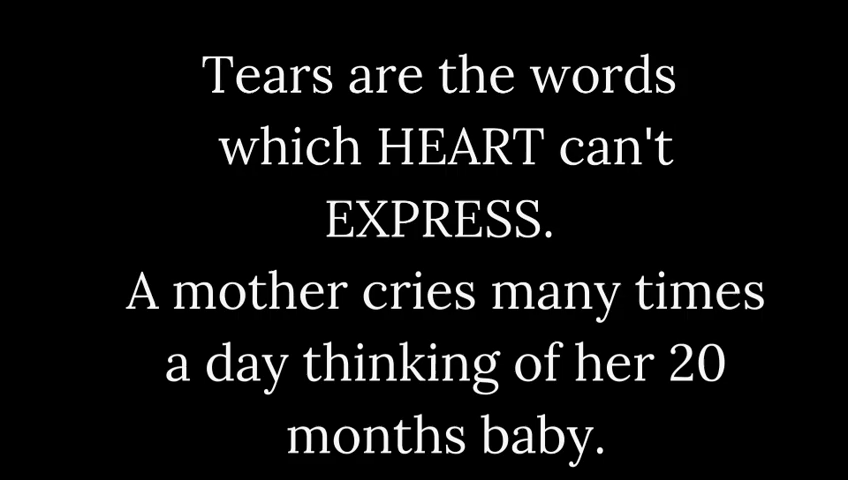 Tears are the words
which HEART can't
EXPRESS.
A mother cries many times
a day thinking of her 20
months baby.